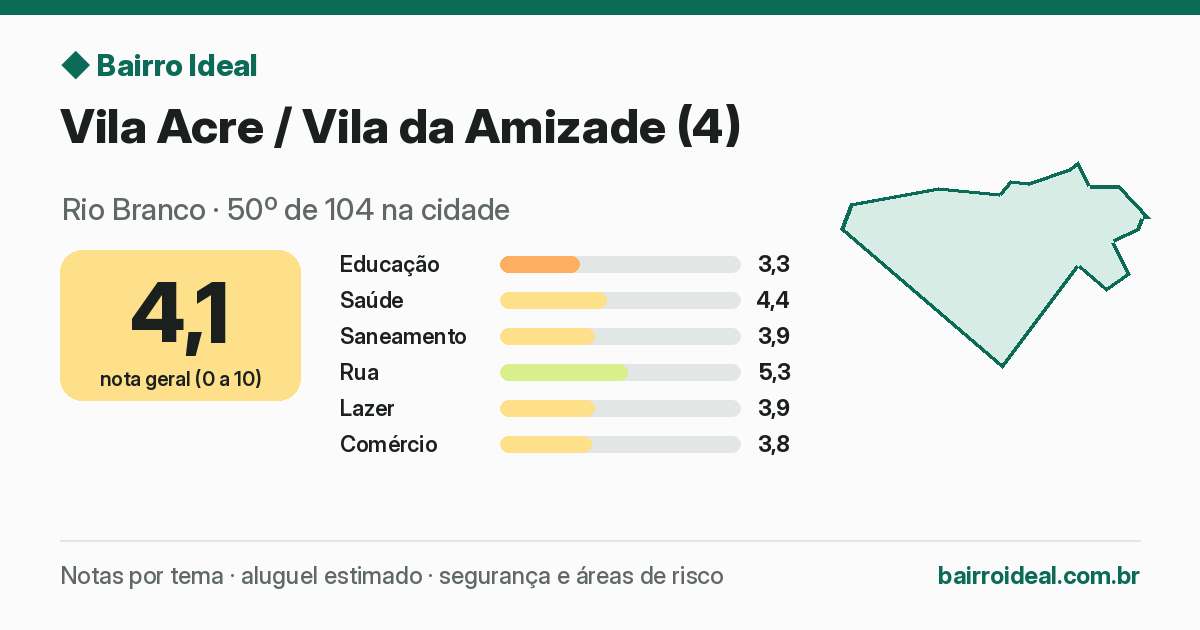 Bairro Ideal
Vila Acre / Vila da Amizade (4)
Rio Branco · 50º de 104 na cidade
4,1
nota geral (0 a 10)
Educação 3,3
Saúde 4,4
Saneamento 3,9
Rua 5,3
Lazer 3,9
Comércio 3,8
Notas por tema · aluguel estimado · segurança e áreas de risco
bairroideal.com.br